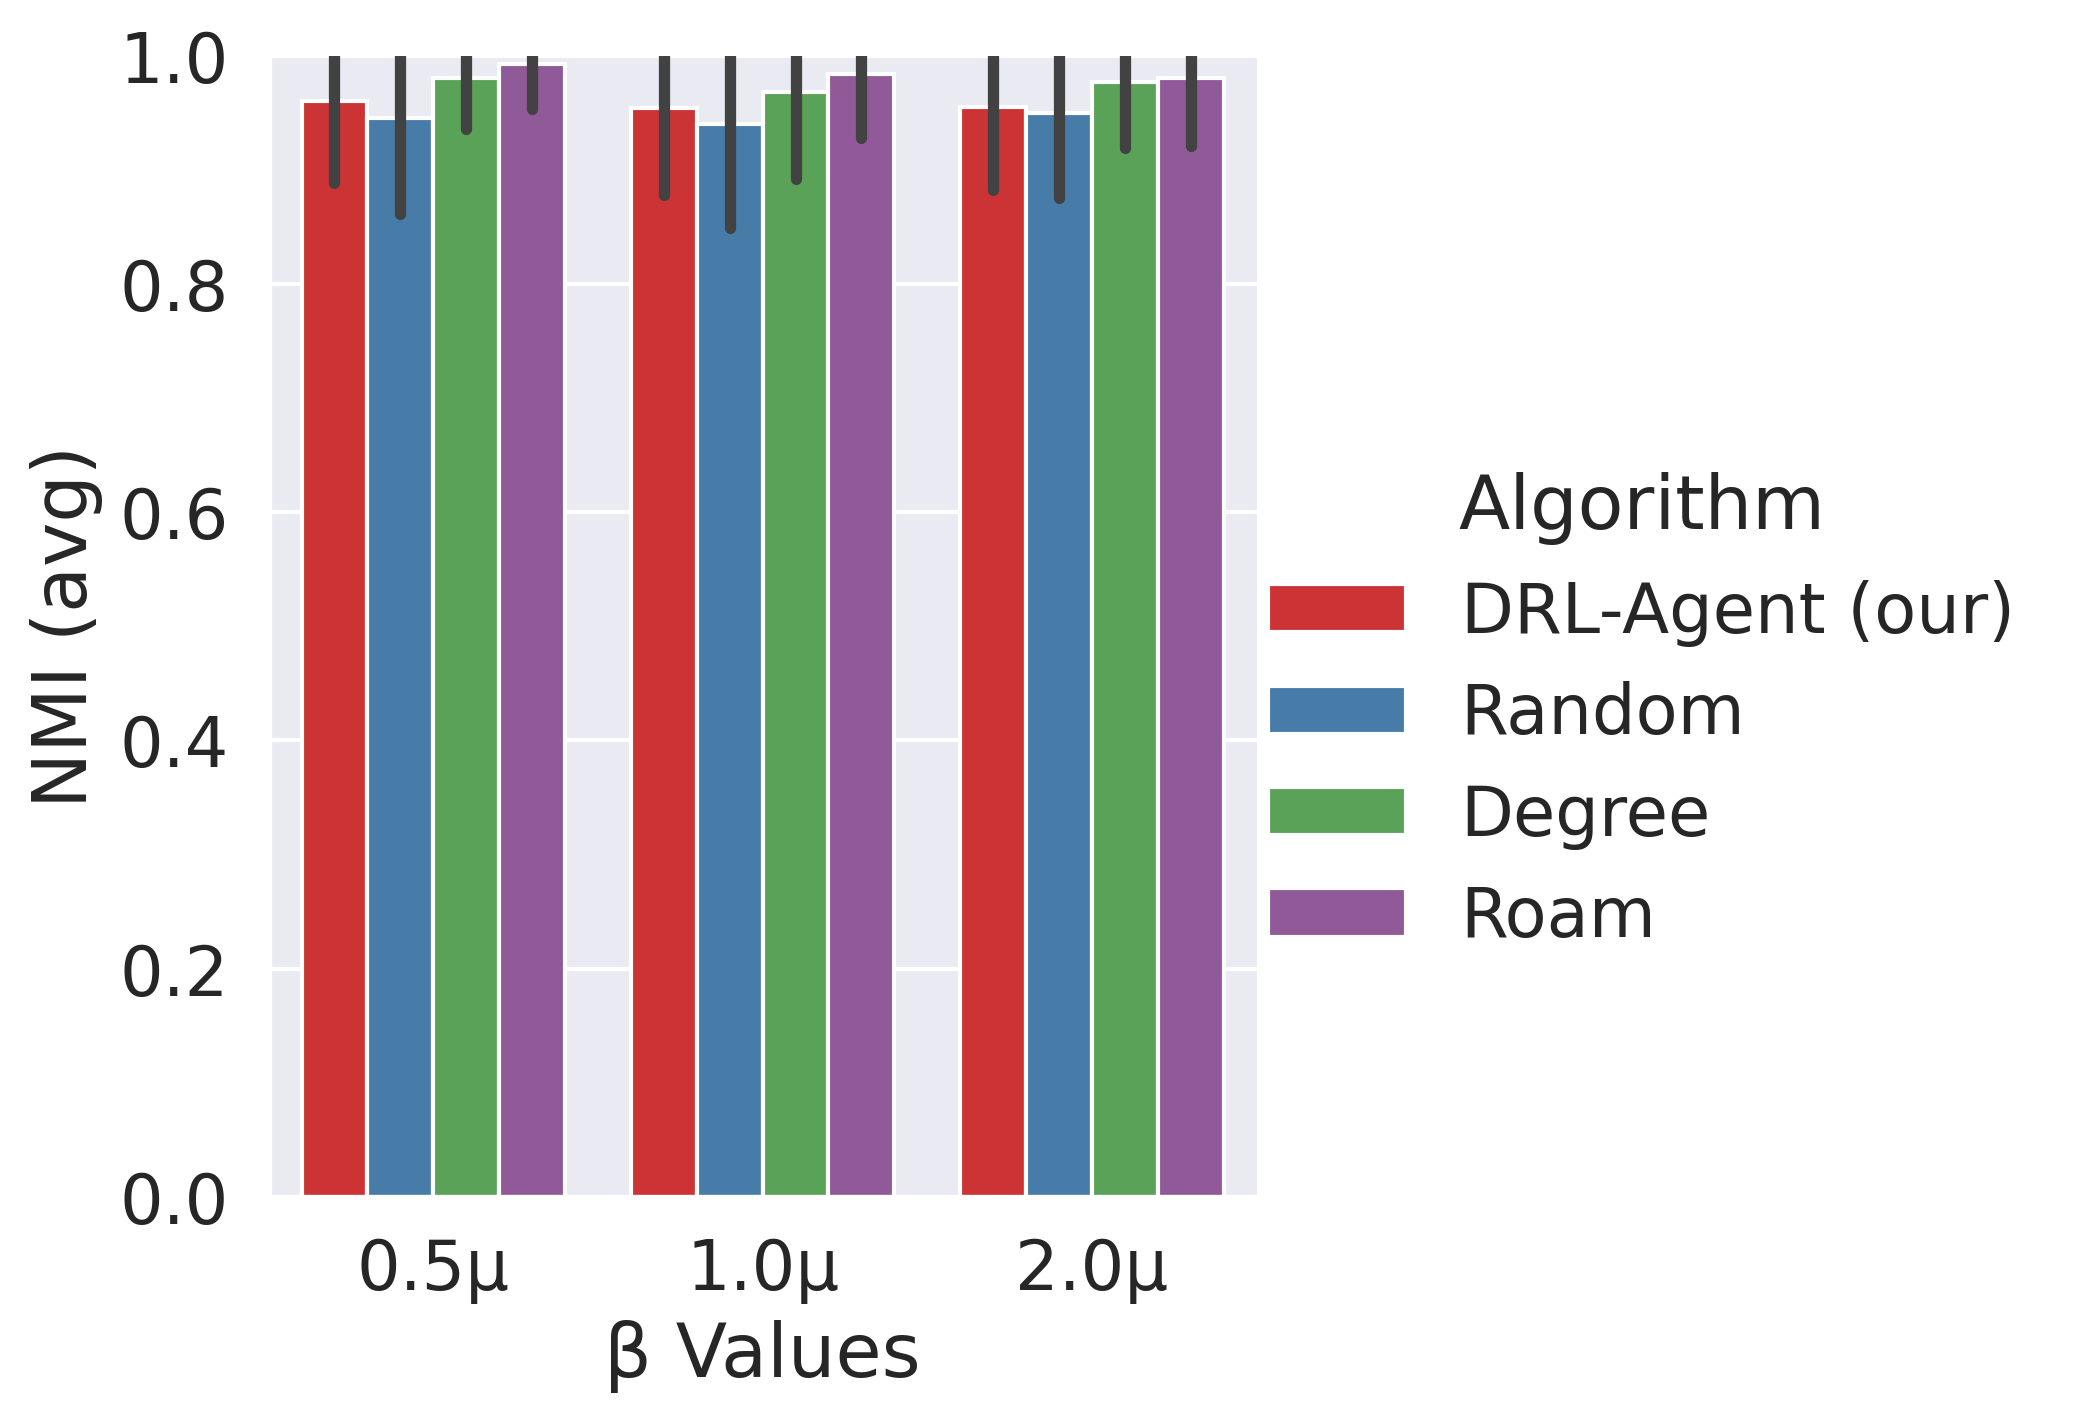 1.0
0.8
0.6
0.4
0.2
0.0
NMI (avg)
0.5μ 1.0μ 2.0μ
β Values
Algorithm
DRL-Agent (our)
Random
Degree
Roam